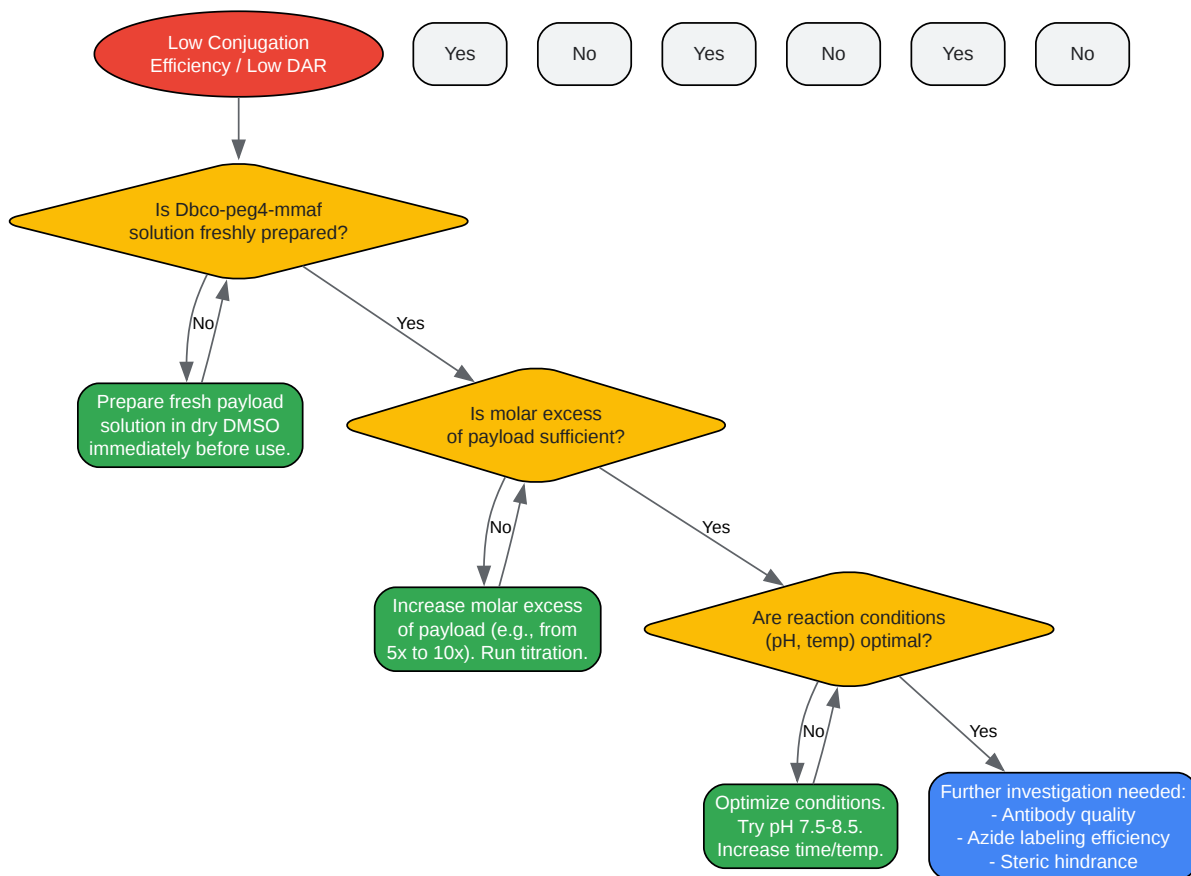 Low Conjugation
Efficiency / Low DAR
Yes
No
Yes
No
Yes
No
Is Dbco-peg4-mmaf
solution freshly prepared?
No
Yes
Prepare fresh payload
solution in dry DMSO
immediately before use.
Is molar excess
of payload sufficient?
No
Yes
Increase molar excess
of payload (e.g., from
5x to 10x). Run titration.
Are reaction conditions
(pH, temp) optimal?
No
Yes
Optimize conditions.
Try pH 7.5-8.5.
Increase time/temp.
Further investigation needed:
- Antibody quality
- Azide labeling efficiency
- Steric hindrance